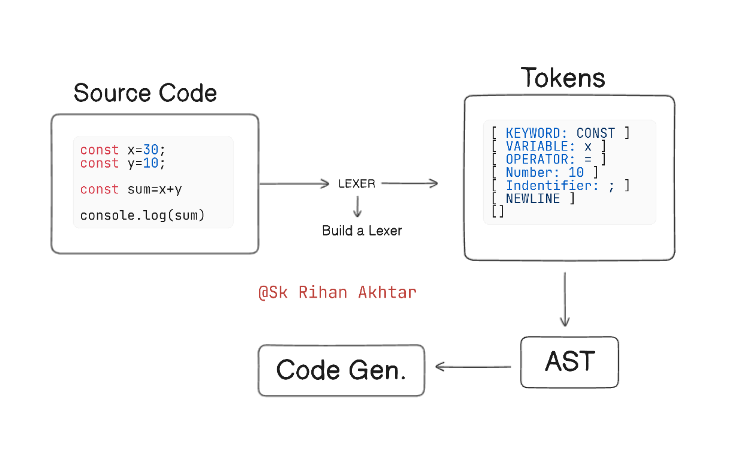 Source Code
const x=30;
const y=10;
const sum=x+y
console.log(sum)
LEXER
Build a Lexer
Tokens
[ KEYWORD: CONST ]
[ VARIABLE: x ]
[ OPERATOR: = ]
[ Number: 10 ]
[ Indentifier: ; ]
[ NEWLINE ]
[]
@Sk Rihan Akhtar
AST
Code Gen.